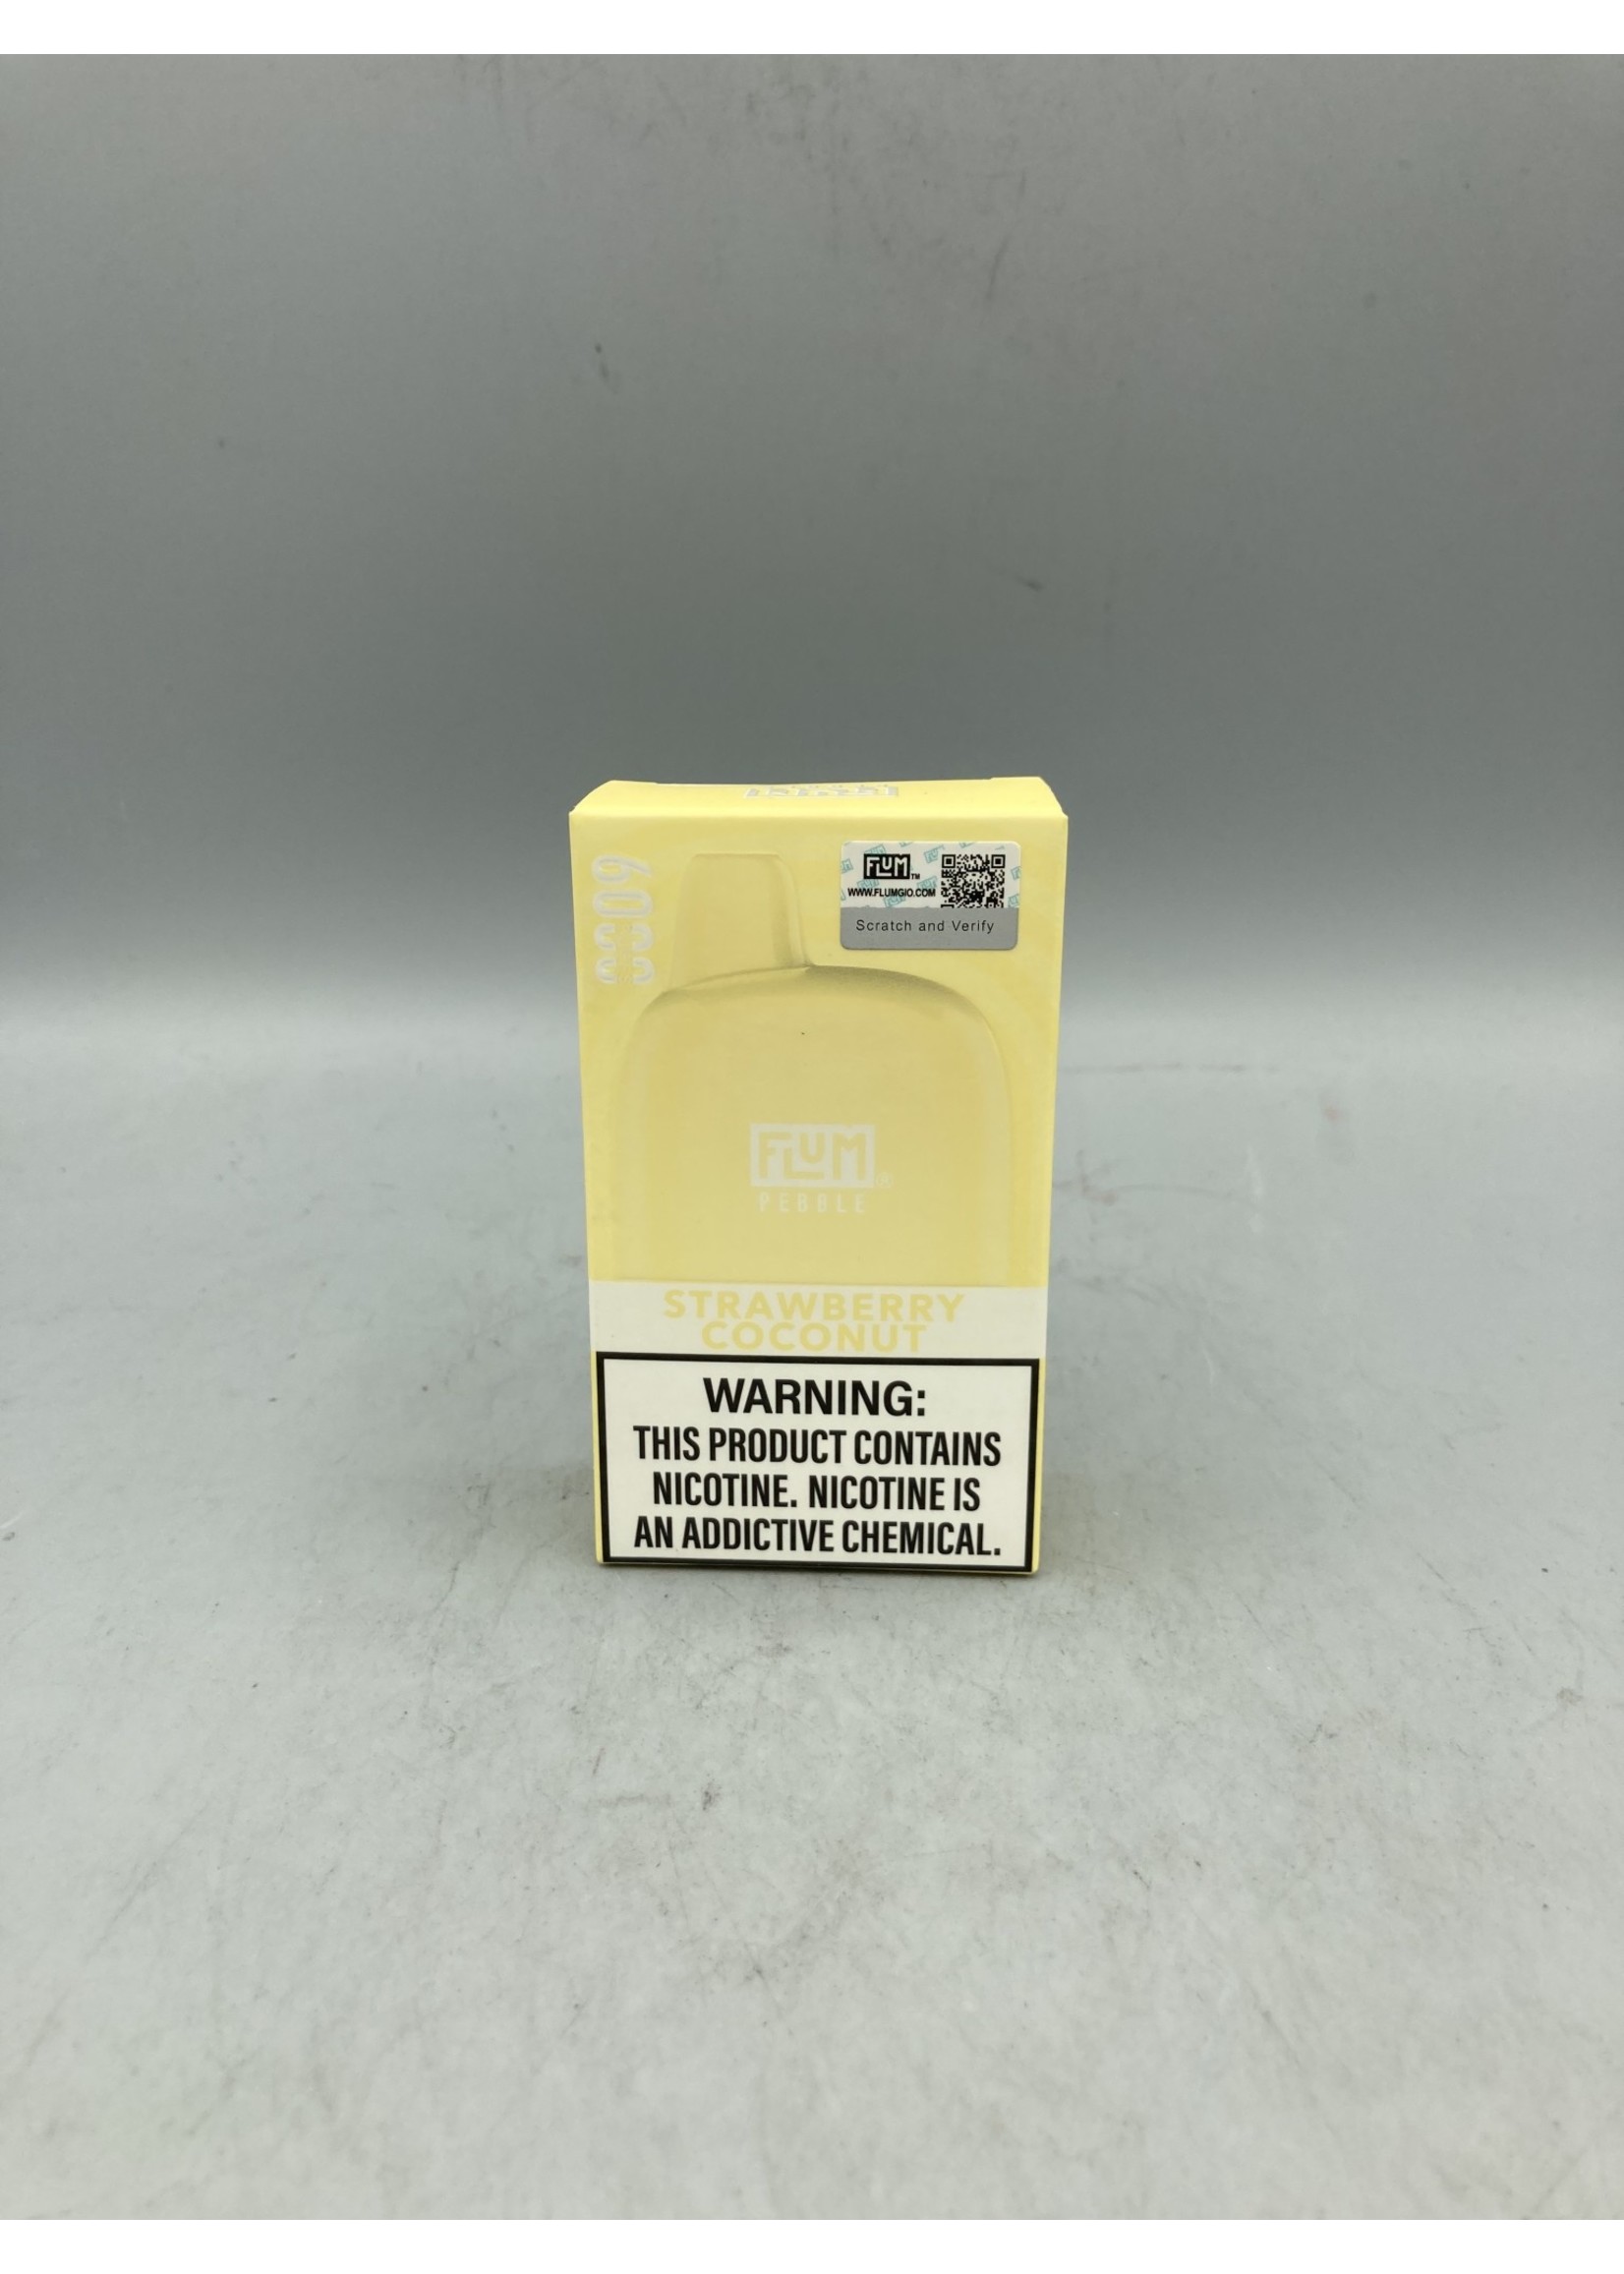 6000
FLUM™
WWW.FLUMGIO.COM
Scratch and Verify
FLUM®
PEBBLE
STRAWBERRY
COCONUT
WARNING:
THIS PRODUCT CONTAINS
NICOTINE. NICOTINE IS
AN ADDICTIVE CHEMICAL.